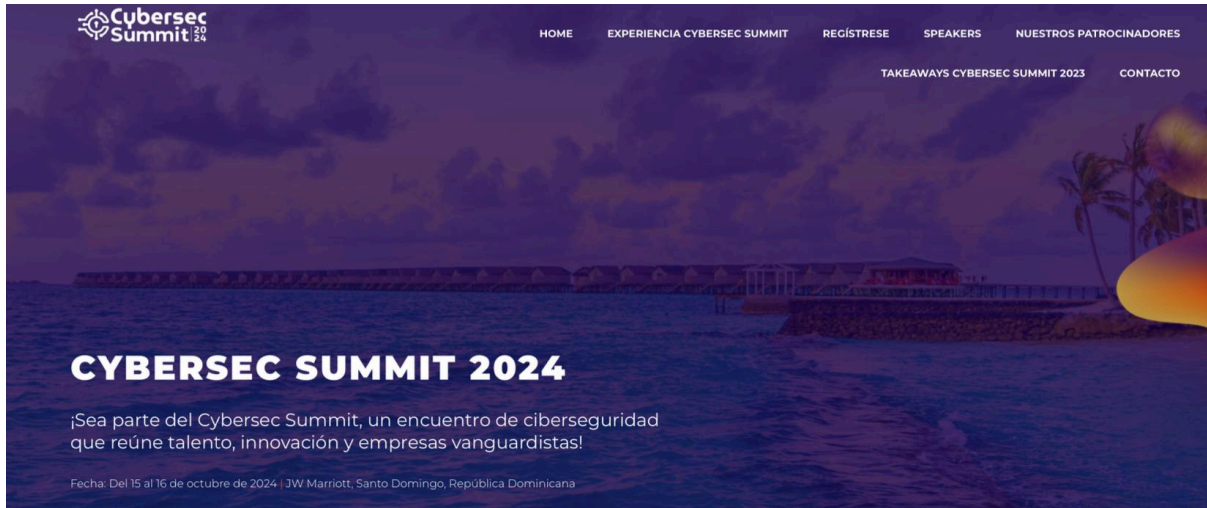 Cybersec
Summit 20
24
HOME EXPERIENCIA CYBERSEC SUMMIT REGÍSTRESE SPEAKERS NUESTROS PATROCINADORES
TAKEAWAYS CYBERSEC SUMMIT 2023 CONTACTO
CYBERSEC SUMMIT 2024
¡Sea parte del Cybersec Summit, un encuentro de ciberseguridad
que reúne talento, innovación y empresas vanguardistas!
Fecha: Del 15 al 16 de octubre de 2024 | JW Marriott, Santo Domingo, República Dominicana